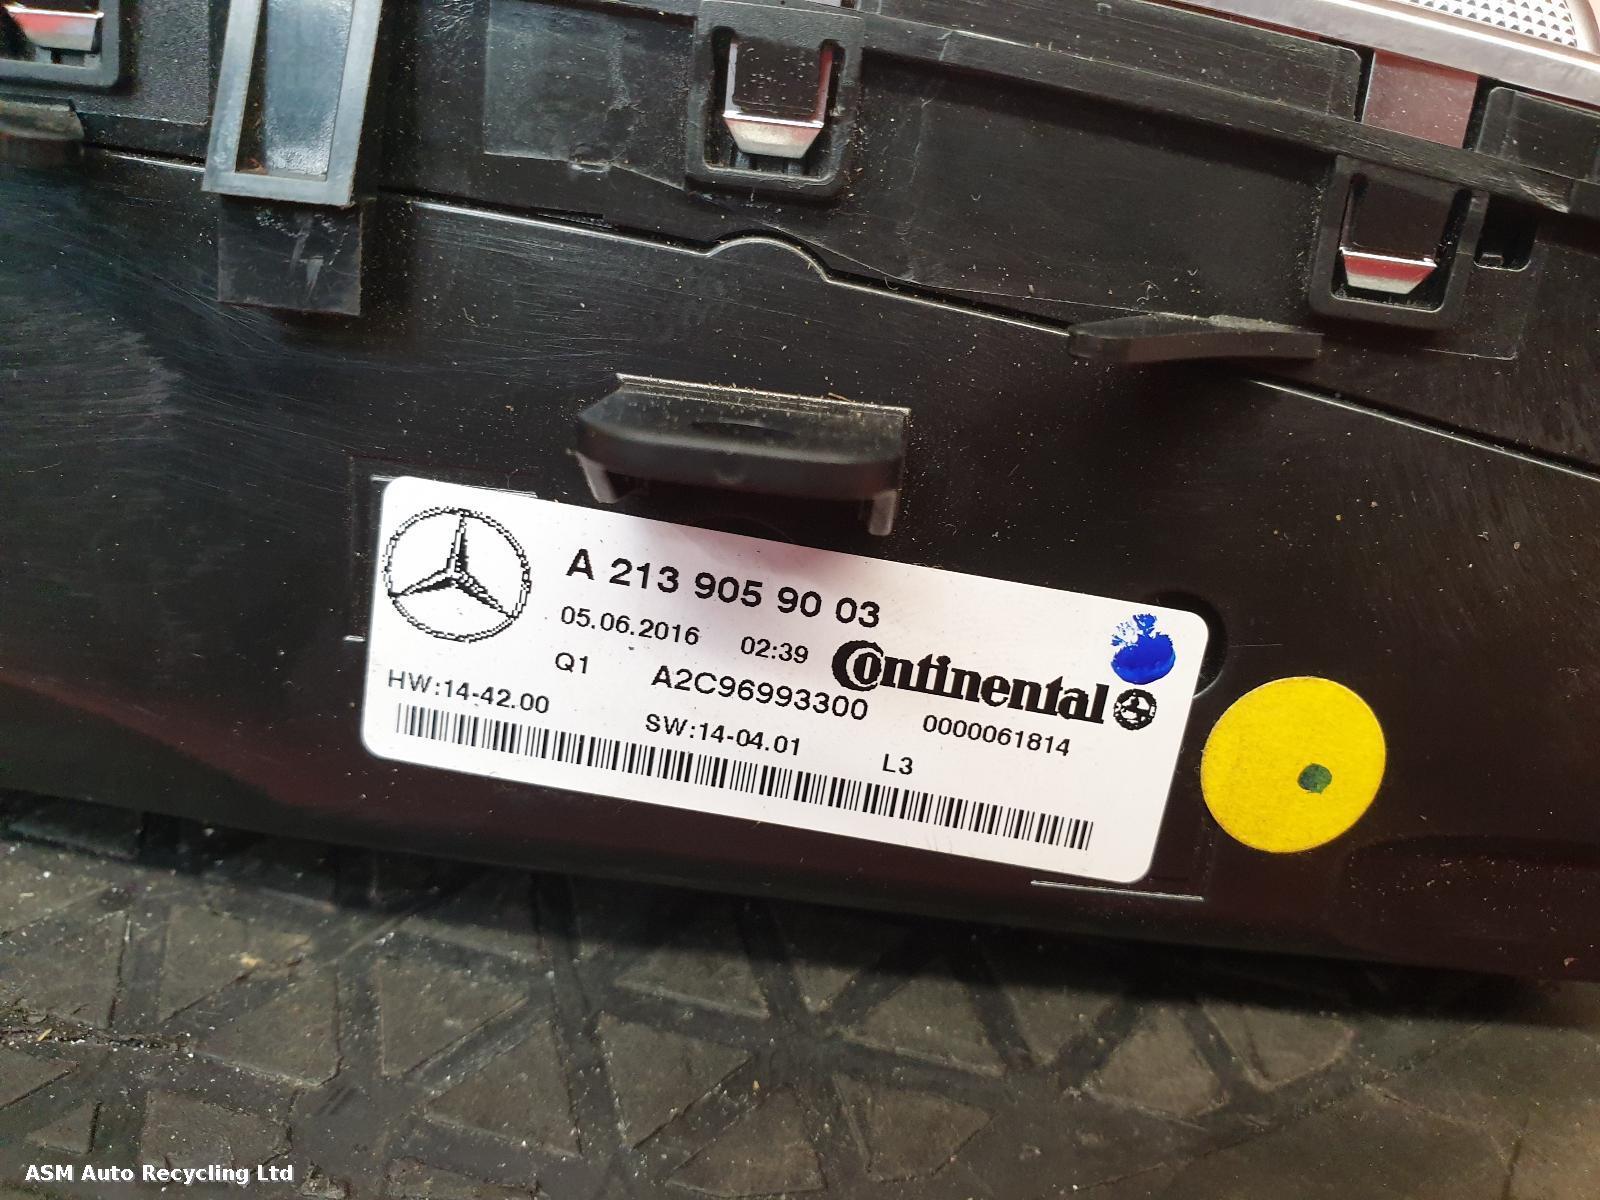 A 213 905 90 03
05.06.2016 02:39
Continental
Q1 A2C96993300 0000061814
HW:14-42.00 SW:14-04.01 L3
ASM Auto Recycling Ltd